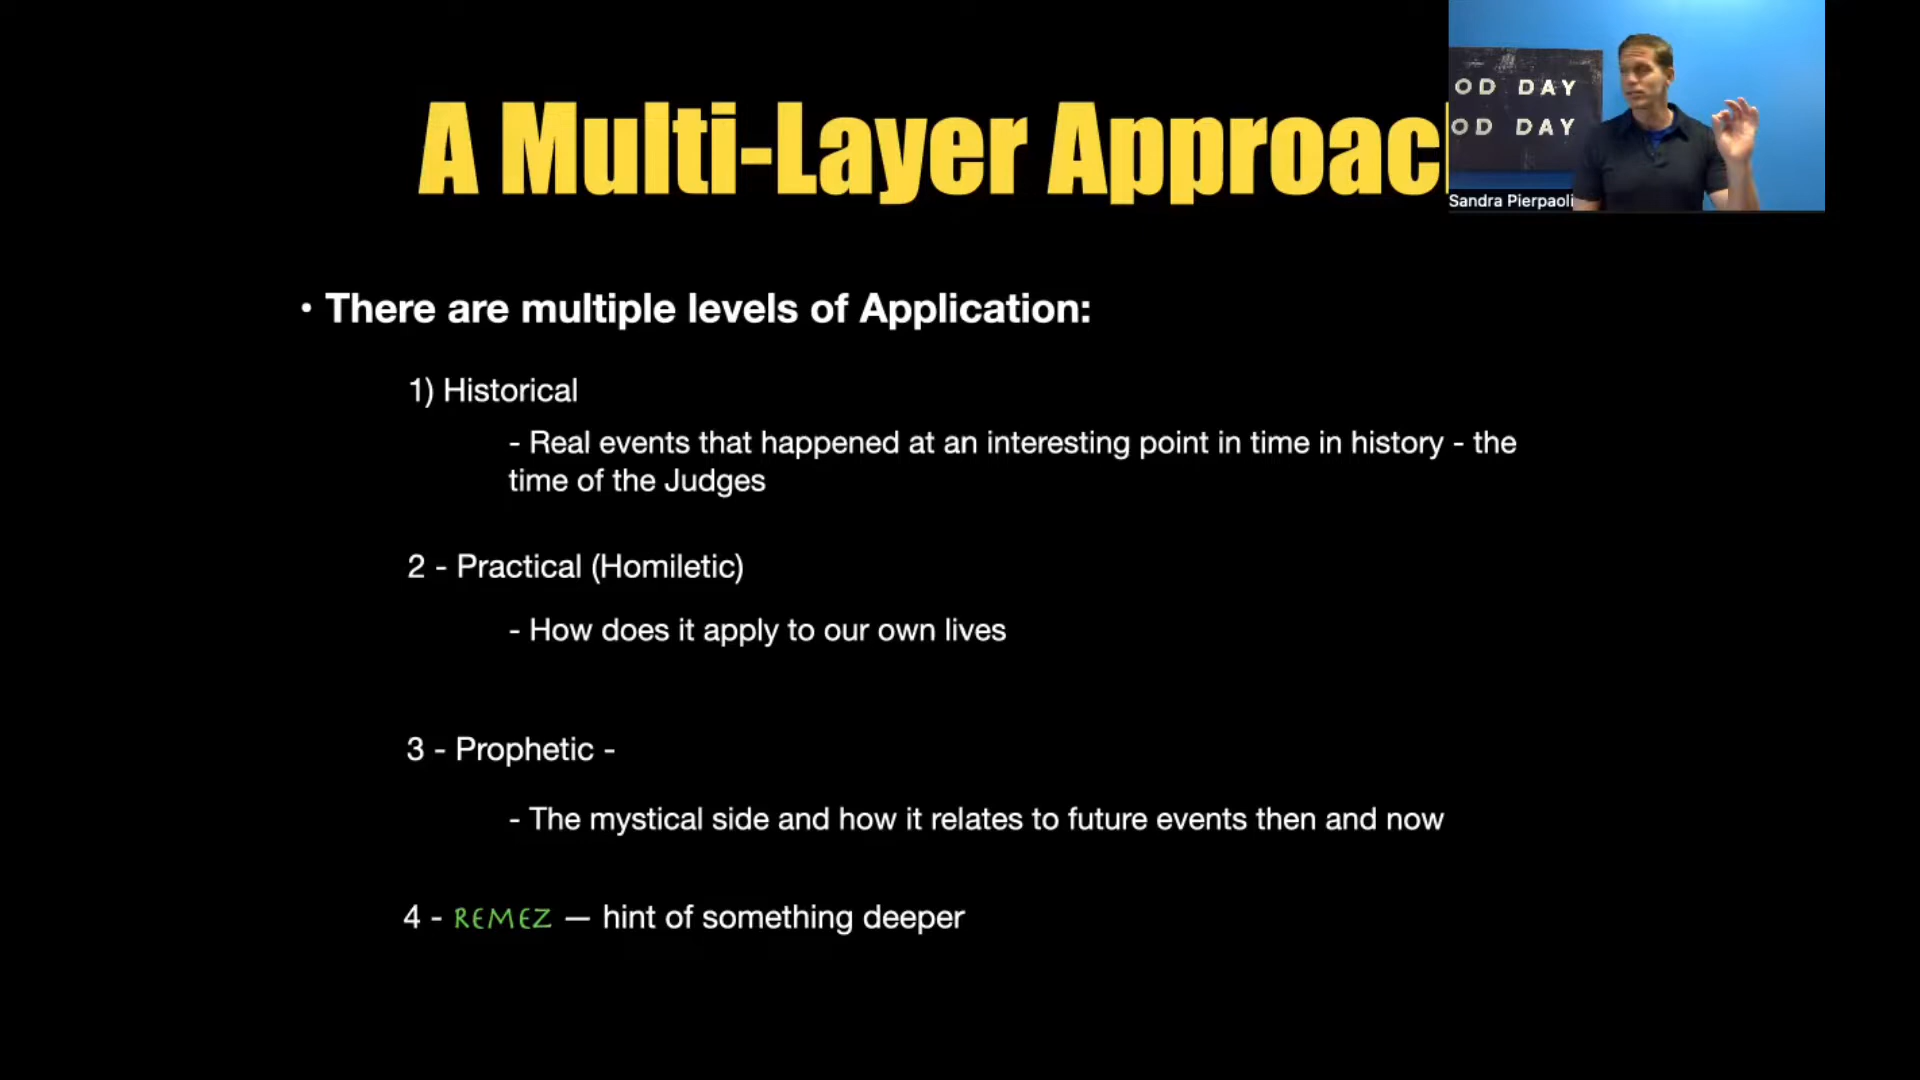 A Multi-Layer Approac
OD DAY
OD DAY
Sandra Pierpaoli
• There are multiple levels of Application:
1) Historical
- Real events that happened at an interesting point in time in history - the
time of the Judges
2 - Practical (Homiletic)
- How does it apply to our own lives
3 - Prophetic -
- The mystical side and how it relates to future events then and now
4 - REMEZ — hint of something deeper